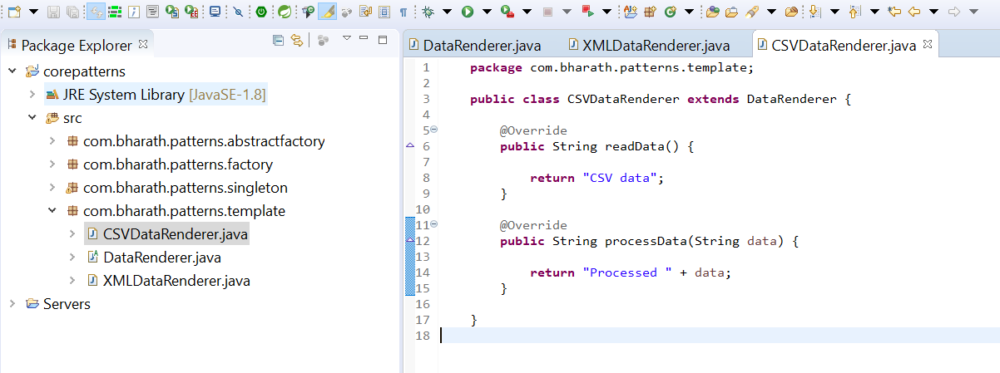 Package Explorer
corepatterns
JRE System Library [JavaSE-1.8]
src
com.bharath.patterns.abstractfactory
com.bharath.patterns.factory
com.bharath.patterns.singleton
com.bharath.patterns.template
CSVDataRenderer.java
DataRenderer.java
XMLDataRenderer.java
Servers
DataRenderer.java XMLDataRenderer.java CSVDataRenderer.java
1 package com.bharath.patterns.template;
2
3 public class CSVDataRenderer extends DataRenderer {
4
5 @Override
6 public String readData() {
7
8 return "CSV data";
9 }
10
11 @Override
12 public String processData(String data) {
13
14 return "Processed " + data;
15 }
16
17 }
18